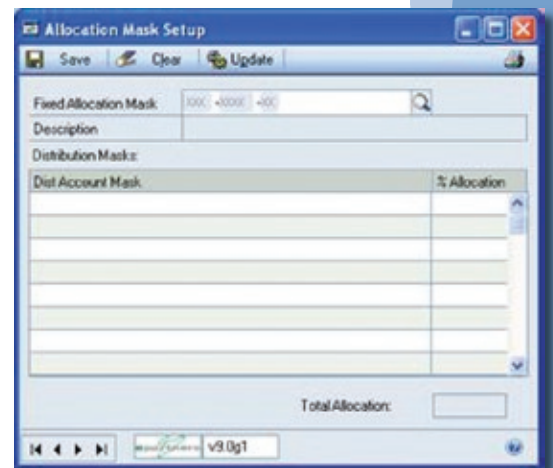 Allocation Mask Setup
Save Clear Update
Fixed Allocation Mask
Description
Distribution Masks:
Dist Account Mask % Allocation
Total Allocation:
v9.0g1